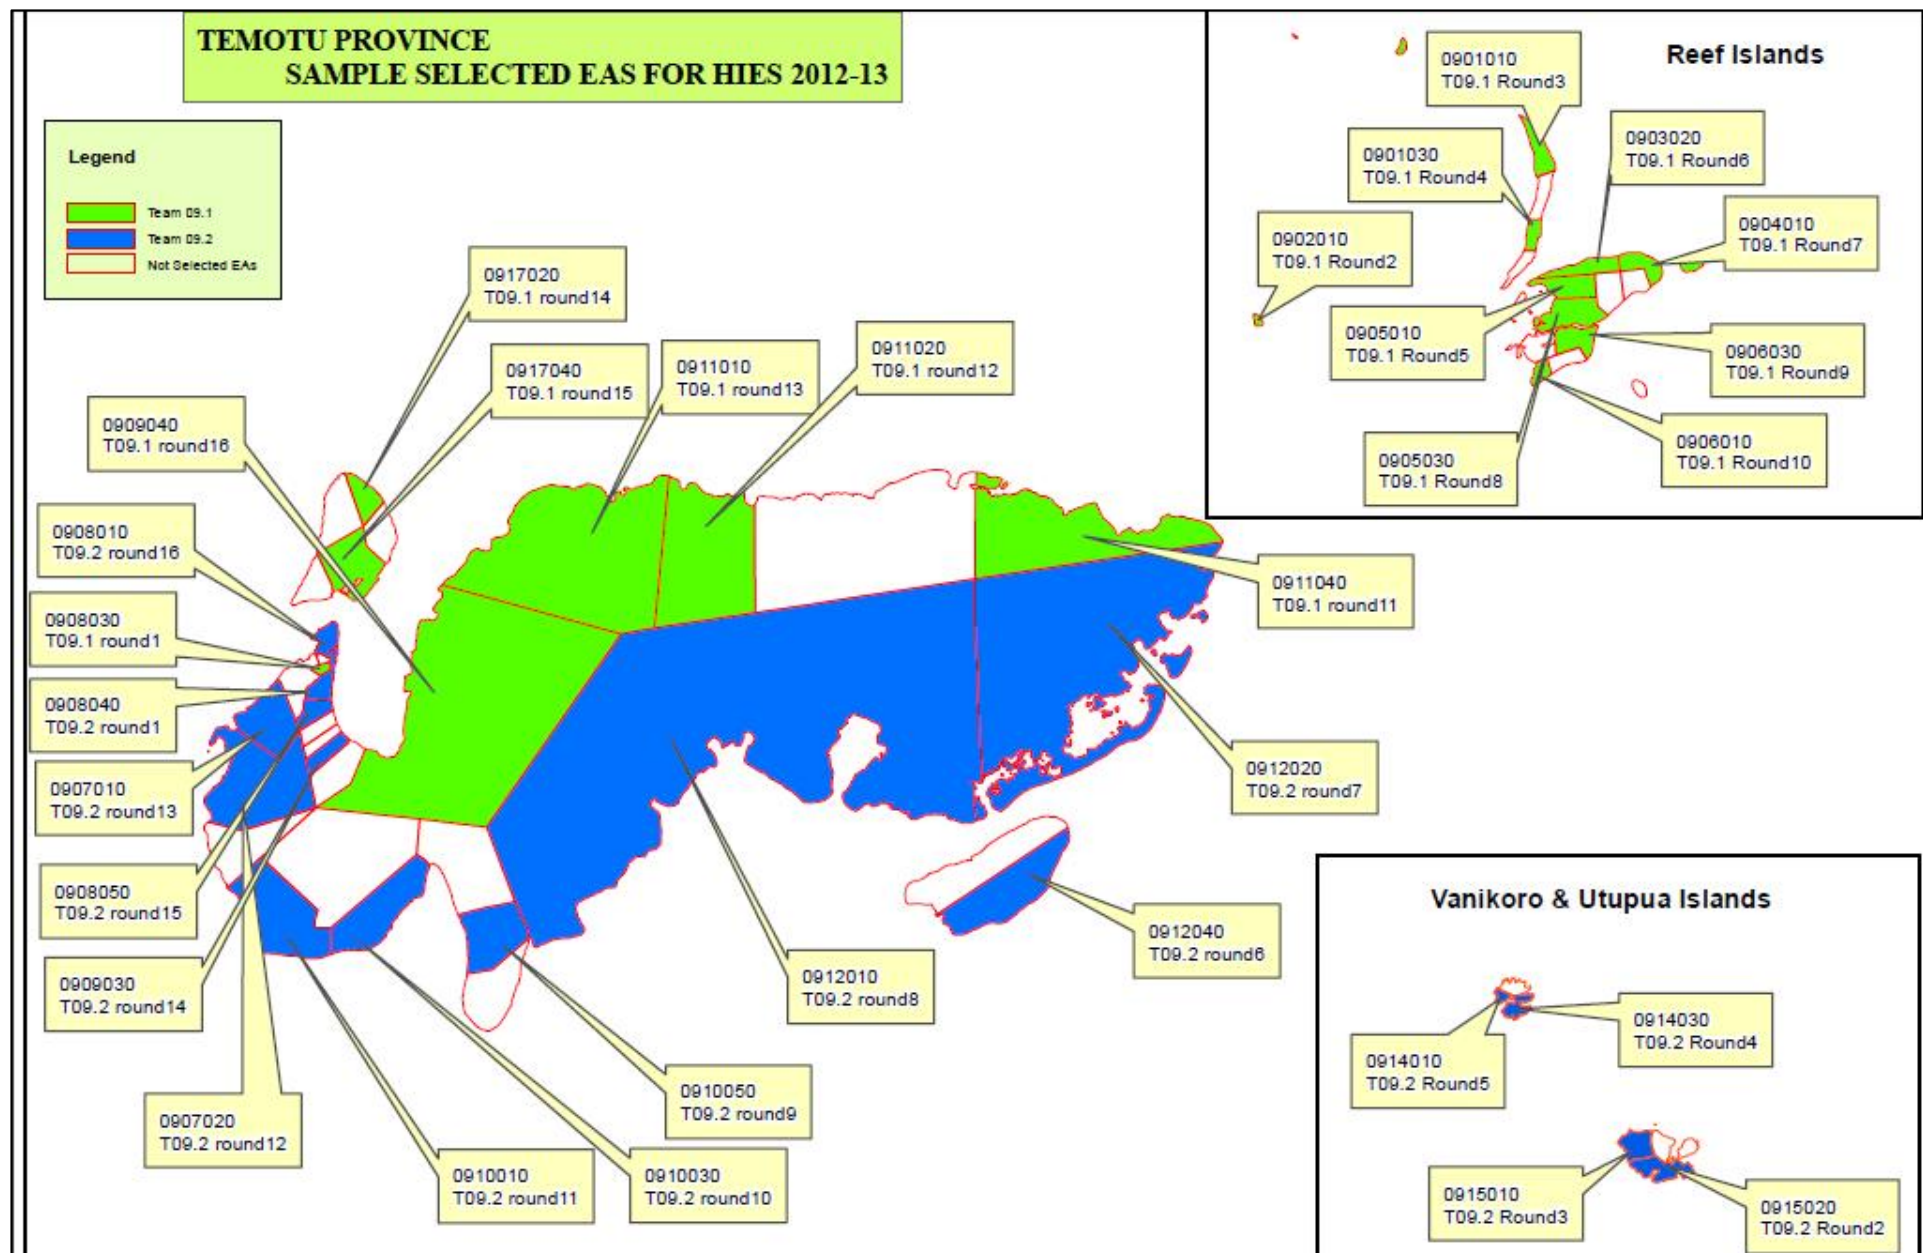 TEMOTU PROVINCE
SAMPLE SELECTED EAS FOR HIES 2012-13
Legend
Team 09.1
Team 09.2
Not Selected EAs
0917020
T09.1 round14
0917040
T09.1 round15
0911010
T09.1 round13
0911020
T09.1 round12
0909040
T09.1 round16
0908010
T09.2 round16
0908030
T09.1 round1
0908040
T09.2 round1
0907010
T09.2 round13
0908050
T09.2 round15
0909030
T09.2 round14
0907020
T09.2 round12
0910010
T09.2 round11
0910030
T09.2 round10
0910050
T09.2 round9
0912010
T09.2 round8
0912040
T09.2 round6
0912020
T09.2 round7
0911040
T09.1 round11
Reef Islands
0901010
T09.1 Round3
0901030
T09.1 Round4
0903020
T09.1 Round6
0902010
T09.1 Round2
0904010
T09.1 Round7
0905010
T09.1 Round5
0906030
T09.1 Round9
0905030
T09.1 Round8
0906010
T09.1 Round10
Vanikoro & Utupua Islands
0914030
T09.2 Round4
0914010
T09.2 Round5
0915010
T09.2 Round3
0915020
T09.2 Round2